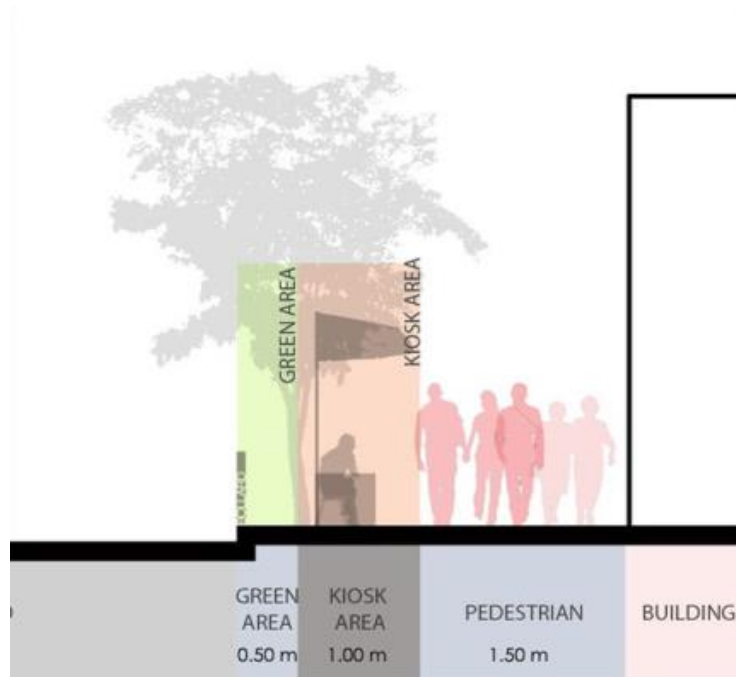 GREEN AREA
KIOSK AREA
GREEN
AREA
0.50 m
KIOSK
AREA
1.00 m
PEDESTRIAN
1.50 m
BUILDING